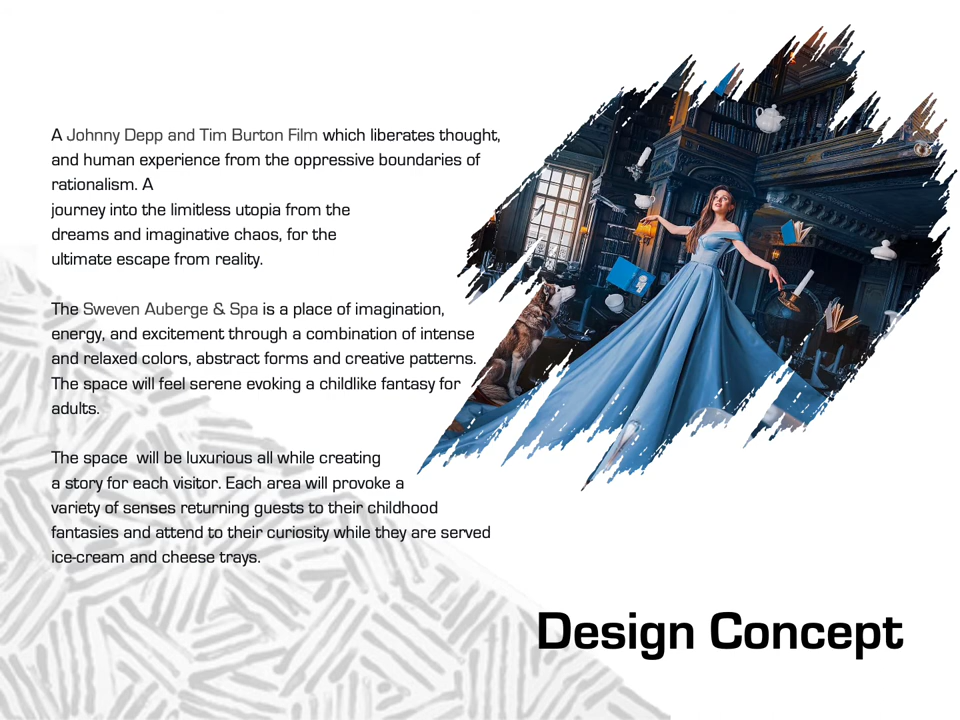 A Johnny Depp and Tim Burton Film which liberates thought,
and human experience from the oppressive boundaries of
rationalism. A
journey into the limitless utopia from the
dreams and imaginative chaos, for the
ultimate escape from reality.
The Sweven Auberge & Spa is a place of imagination,
energy, and excitement through a combination of intense
and relaxed colors, abstract forms and creative patterns.
The space will feel serene evoking a childlike fantasy for
adults.
The space  will be luxurious all while creating
a story for each visitor. Each area will provoke a
variety of senses returning guests to their childhood
fantasies and attend to their curiosity while they are served
ice-cream and cheese trays.
Design Concept